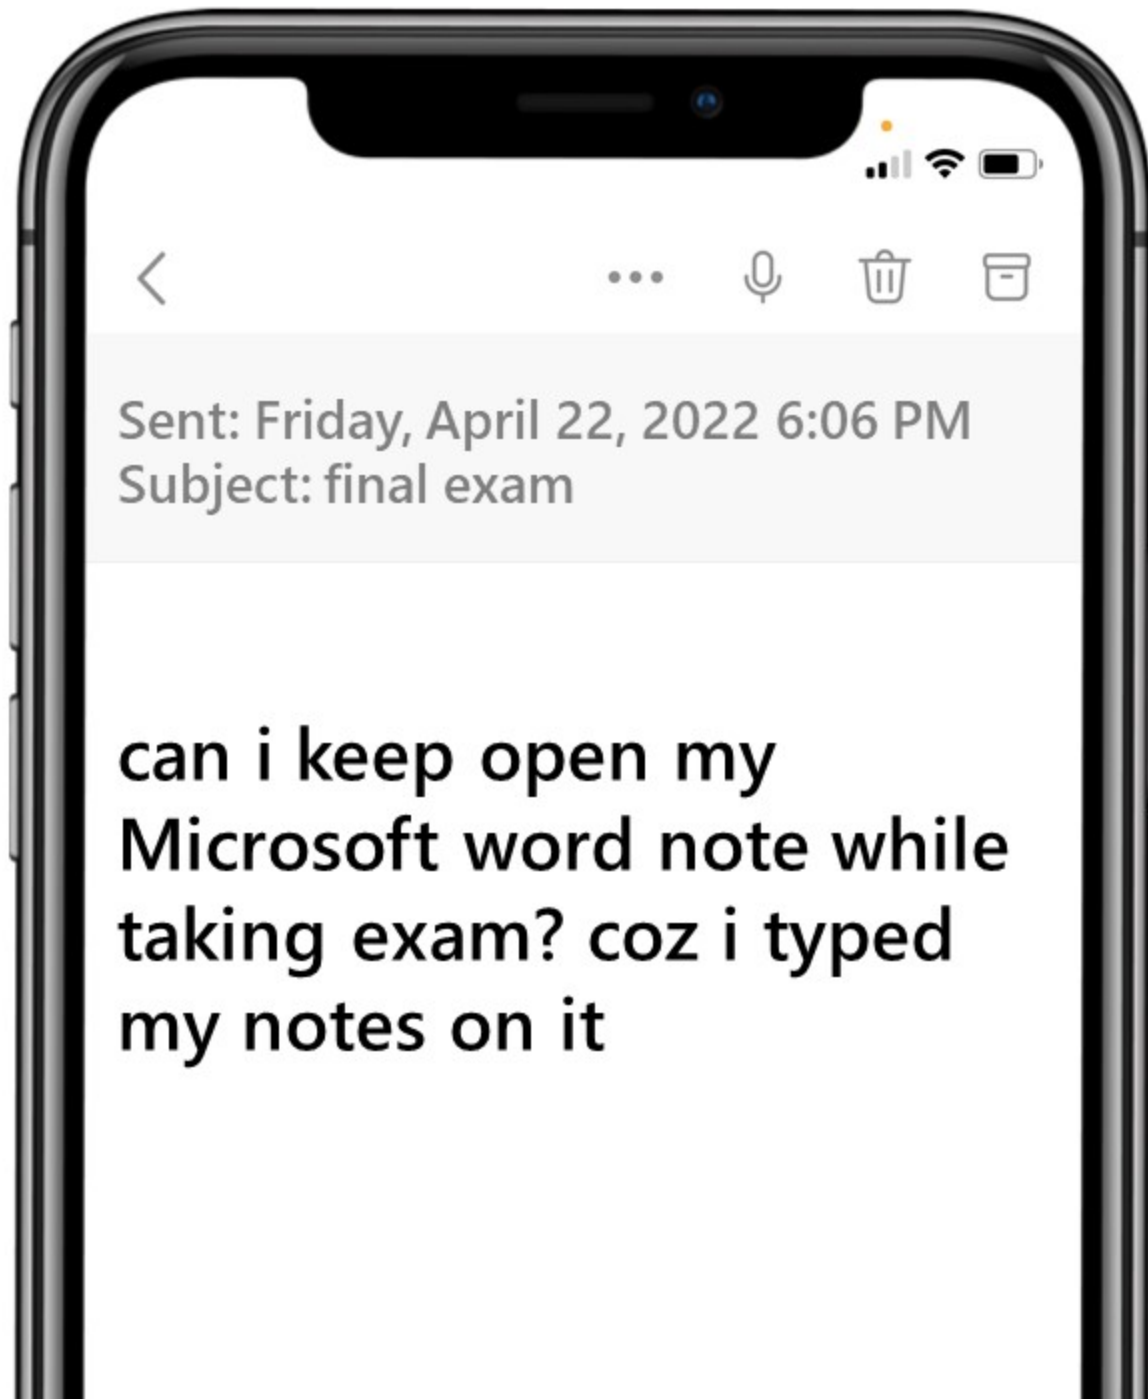 Sent: Friday, April 22, 2022 6:06 PM
Subject: final exam
can i keep open my
Microsoft word note while
taking exam? coz i typed
my notes on it